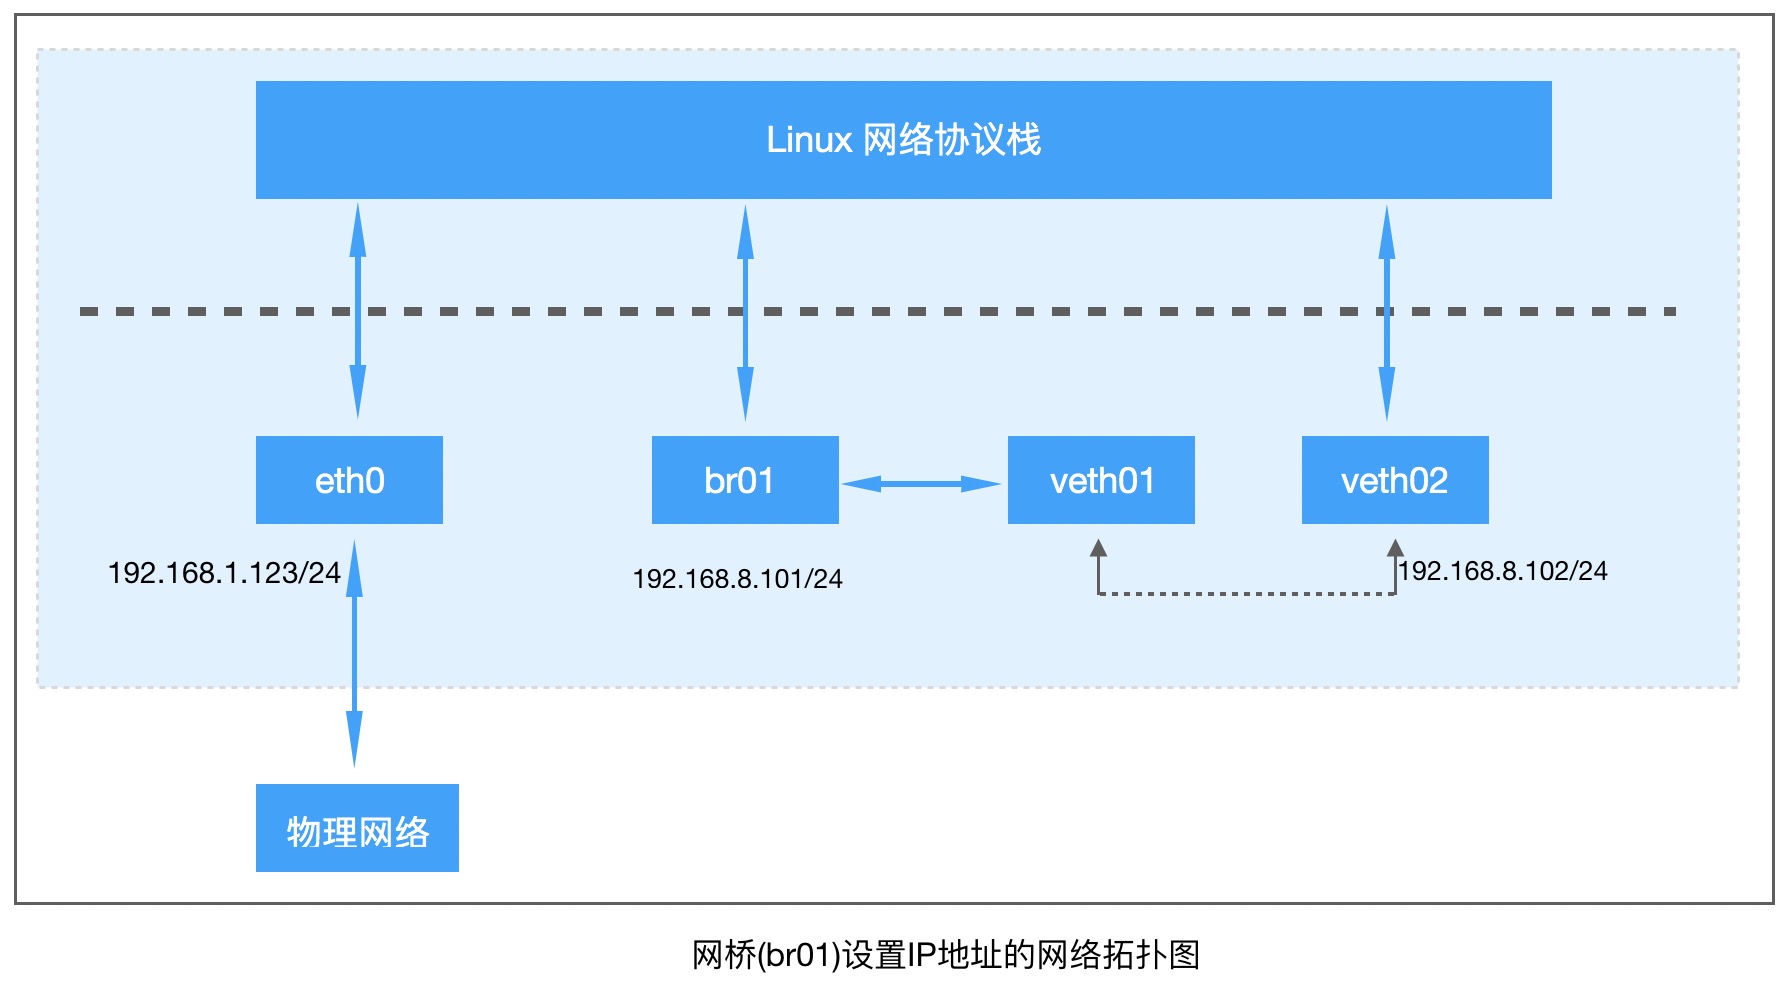 Linux 网络协议栈
eth0
br01
veth01
veth02
192.168.1.123/24
192.168.8.101/24
192.168.8.102/24
物理网络
网桥(br01)设置IP地址的网络拓扑图